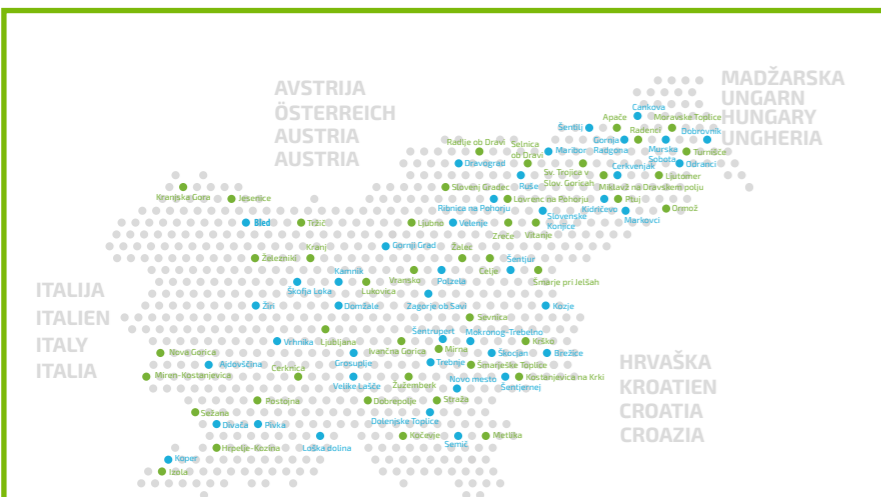 AVSTRIJA
ÖSTERREICH
AUSTRIA
AUSTRIA
MADŽARSKA
UNGARN
HUNGARY
UNGHERIA
Cankova
Šentilj
Apače
Moravske Toplice
Gornja
Radgona
Radenci
Dobrovnik
Radlje ob Dravi
Selnica
ob Dravi
Maribor
Murska
Sobota
Turnišče
Dravograd
Sv. Trojica v
Slov. Goricah
Cerkvenjak
Odranci
Ljutomer
Kranjska Gora
Jesenice
Slovenj Gradec
Ruše
Miklavž na Dravskem polju
Lovrenc na Pohorju
Ptuj
Ribnica na Pohorju
Kidričevo
Ormož
Markovci
Bled
Tržič
Ljubno
Velenje
Slovenske
Konjice
Zreče
Vitanje
Kranj
Gornji Grad
Žalec
Železniki
Šentjur
Kamnik
Celje
Škofja Loka
Lukovica
Vransko
Polzela
Šmarje pri Jelšah
ITALIJA
ITALIEN
ITALY
ITALIA
Žiri
Domžale
Zagorje ob Savi
Kozje
Sevnica
Vrhnika
Ljubljana
Šentrupert
Mokronog-Trebelno
Krško
Nova Gorica
Ivančna Gorica
Mirna
Škocjan
Brežice
Ajdovščina
Grosuplje
Trebnje
Šmarješke Toplice
Miren-Kostanjevica
Cerknica
Velike Lašče
Žužemberk
Novo mesto
Kostanjevica na Krki
Šentjernej
HRVAŠKA
KROATIEN
CROATIA
CROAZIA
Postojna
Dobrepolje
Straža
Sežana
Divača
Pivka
Dolenjske Toplice
Hrpelje-Kozina
Loška dolina
Kočevje
Semič
Metlika
Koper
Izola